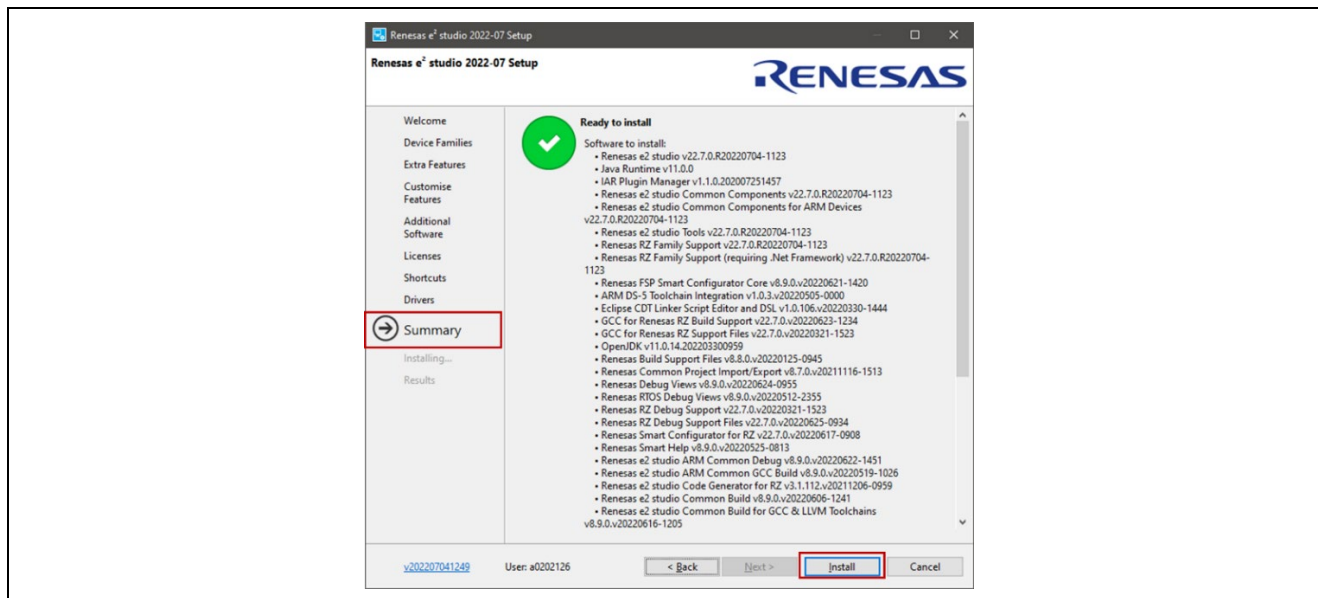 Renesas e² studio 2022-07 Setup
Renesas e² studio 2022-07 Setup
RENESAS
Welcome
Device Families
Extra Features
Customise
Features
Additional
Software
Licenses
Shortcuts
Drivers
Summary
Installing...
Results
Ready to install
Software to install:
• Renesas e2 studio v22.7.0.R20220704-1123
• Java Runtime v11.0.0
• IAR Plugin Manager v1.1.0.202007251457
• Renesas e2 studio Common Components v22.7.0.R20220704-1123
• Renesas e2 studio Common Components for ARM Devices
v22.7.0.R20220704-1123
• Renesas e2 studio Tools v22.7.0.R20220704-1123
• Renesas RZ Family Support v22.7.0.R20220704-1123
• Renesas RZ Family Support (requiring .Net Framework) v22.7.0.R20220704-
1123
• Renesas FSP Smart Configurator Core v8.9.0.v20220621-1420
• ARM DS-5 Toolchain Integration v1.0.3.v20220505-0000
• Eclipse CDT Linker Script Editor and DSL v1.0.106.v20220330-1444
• GCC for Renesas RZ Build Support v22.7.0.v20220623-1234
• GCC for Renesas RZ Support Files v22.7.0.v20220321-1523
• OpenJDK v11.0.14.202203300959
• Renesas Build Support Files v8.8.0.v20220125-0945
• Renesas Common Project Import/Export v8.7.0.v20211116-1513
• Renesas Debug Views v8.9.0.v20220624-0955
• Renesas RTOS Debug Views v8.9.0.v20220512-2355
• Renesas RZ Debug Support v22.7.0.v20220321-1523
• Renesas RZ Debug Support Files v22.7.0.v20220625-0934
• Renesas Smart Configurator for RZ v22.7.0.v20220617-0908
• Renesas Smart Help v8.9.0.v20220525-0813
• Renesas e2 studio ARM Common Debug v8.9.0.v20220622-1451
• Renesas e2 studio ARM Common GCC Build v8.9.0.v20220519-1026
• Renesas e2 studio Code Generator for RZ v3.1.112.v20211206-0959
• Renesas e2 studio Common Build v8.9.0.v20220606-1241
• Renesas e2 studio Common Build for GCC & LLVM Toolchains
v8.9.0.v20220616-1205
v202207041249
User: a0202126
< Back
Next >
Install
Cancel